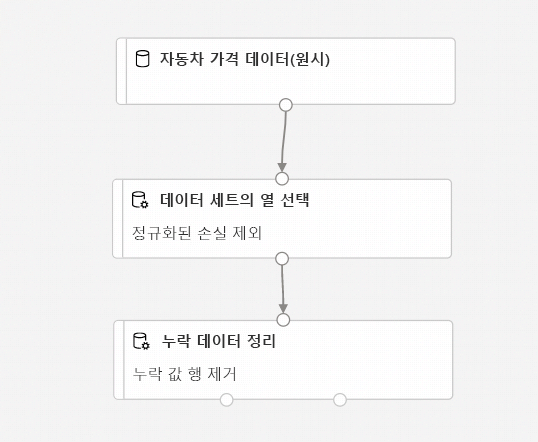 자동차 가격 데이터(원시)
데이터 세트의 열 선택
정규화된 손실 제외
누락 데이터 정리
누락 값 행 제거